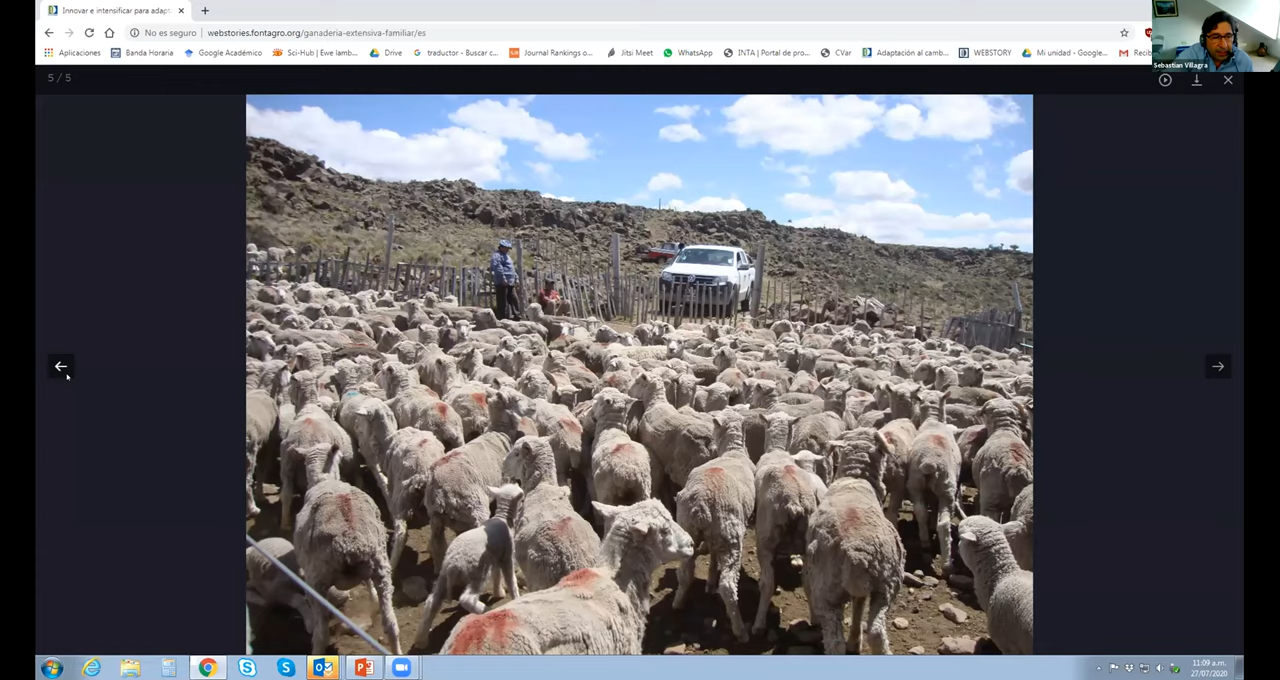 Innovar e intensificar para adapt
No es seguro
webstories.fontagro.org/ganaderia-extensiva-familiar/es
Aplicaciones
Banda Horaria
Google Académico
Sci-Hub | Ewe lamb...
Drive
traductor - Buscar c...
Journal Rankings o...
Jitsi Meet
WhatsApp
INTA | Portal de pro...
CVar
Adaptación al camb...
WEBSTORY
Mi unidad - Google...
Recib
Sebastian Villagra
5 / 5
11:09 a.m.
27/07/2020